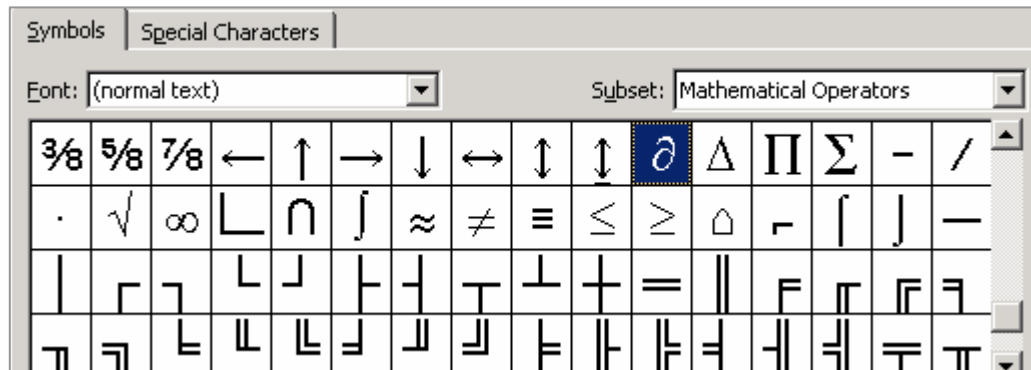 Symbols Special Characters
Font: (normal text) Subset: Mathematical Operators
⅜ ⅝ ⅞ ← ↑ → ↓ ↔ ↕ ↨ ∂ ∆ ∏ ∑ − ∕
∙ √ ∞ ∟ ∩ ∫ ≈ ≠ ≡ ≤ ≥ ⌂ ⌐ ⌠ ⌡ ─
│ ┌ ┐ └ ┘ ├ ┤ ┬ ┴ ┼ ═ ║ ╒ ╓ ╔ ╕
╖ ╗ ╘ ╙ ╚ ╛ ╜ ╝ ╞ ╟ ╠ ╡ ╢ ╣ ╤ ╥